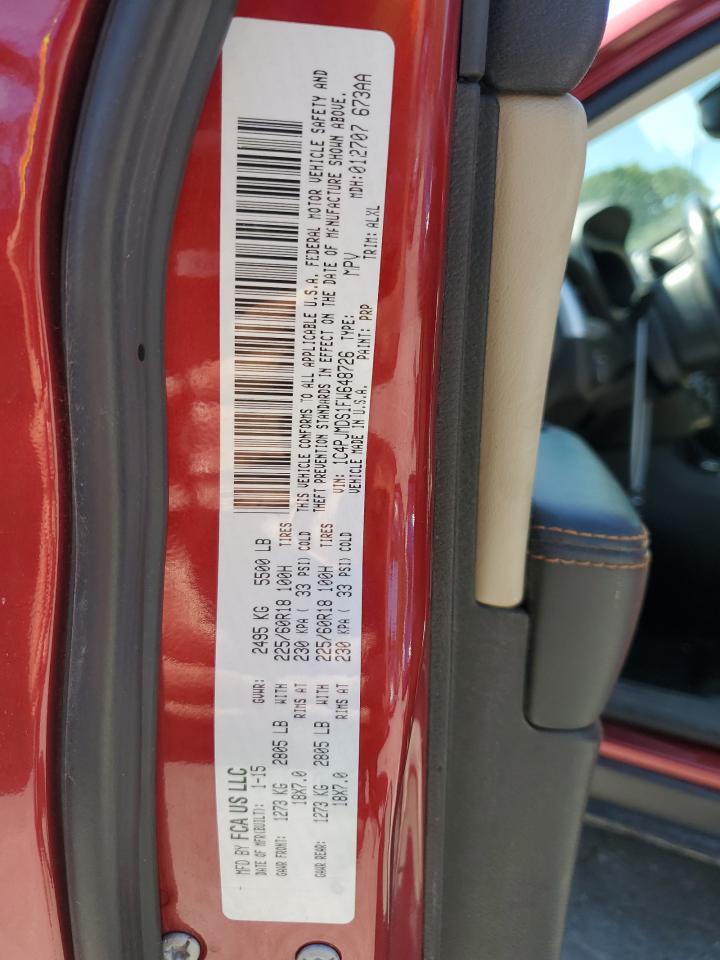 MFD BY FCA US LLC
DATE OF MFR(BUILT): 1-15 GVWR: 2495 KG 5500 LB
GAWR FRONT: 1273 KG 2805 LB WITH 225/60R18 100H TIRES
18X7.0 RIMS AT 230 KPA ( 33 PSI) COLD
GAWR REAR: 1273 KG 2805 LB WITH 225/60R18 100H TIRES
18X7.0 RIMS AT 230 KPA ( 33 PSI) COLD
THIS VEHICLE CONFORMS TO ALL APPLICABLE U.S.A. FEDERAL MOTOR VEHICLE SAFETY AND
THEFT PREVENTION STANDARDS IN EFFECT ON THE DATE OF MANUFACTURE SHOWN ABOVE.
VIN: 1C4PJMDS1FW648726 TYPE: MPV MDH:012707 673AA
VEHICLE MADE IN U.S.A. PAINT: PRP TRIM: ALXL